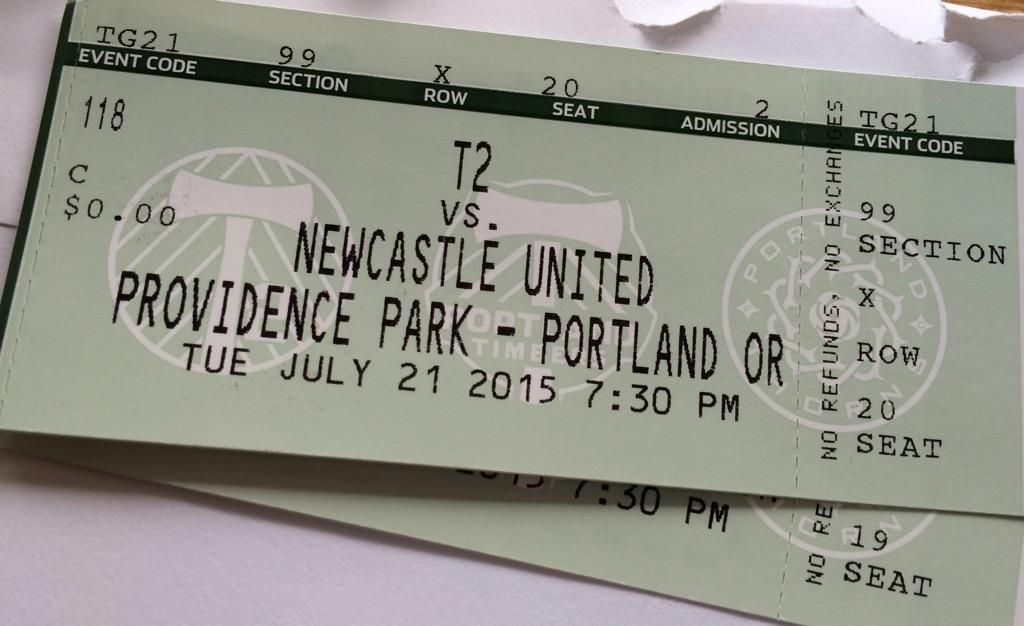 TG21 99 X 20 2 TG21
EVENT CODE SECTION ROW SEAT ADMISSION EVENT CODE
118
C
$0.00
T2
VS.
NEWCASTLE UNITED
PROVIDENCE PARK - PORTLAND OR
TUE JULY 21 2015 7:30 PM
NO REFUNDS, NO EXCHANGES
99
SECTION
X
ROW
20
SEAT
PORTLAND
THORNS
7:30 PM
NO RE
19
SEAT